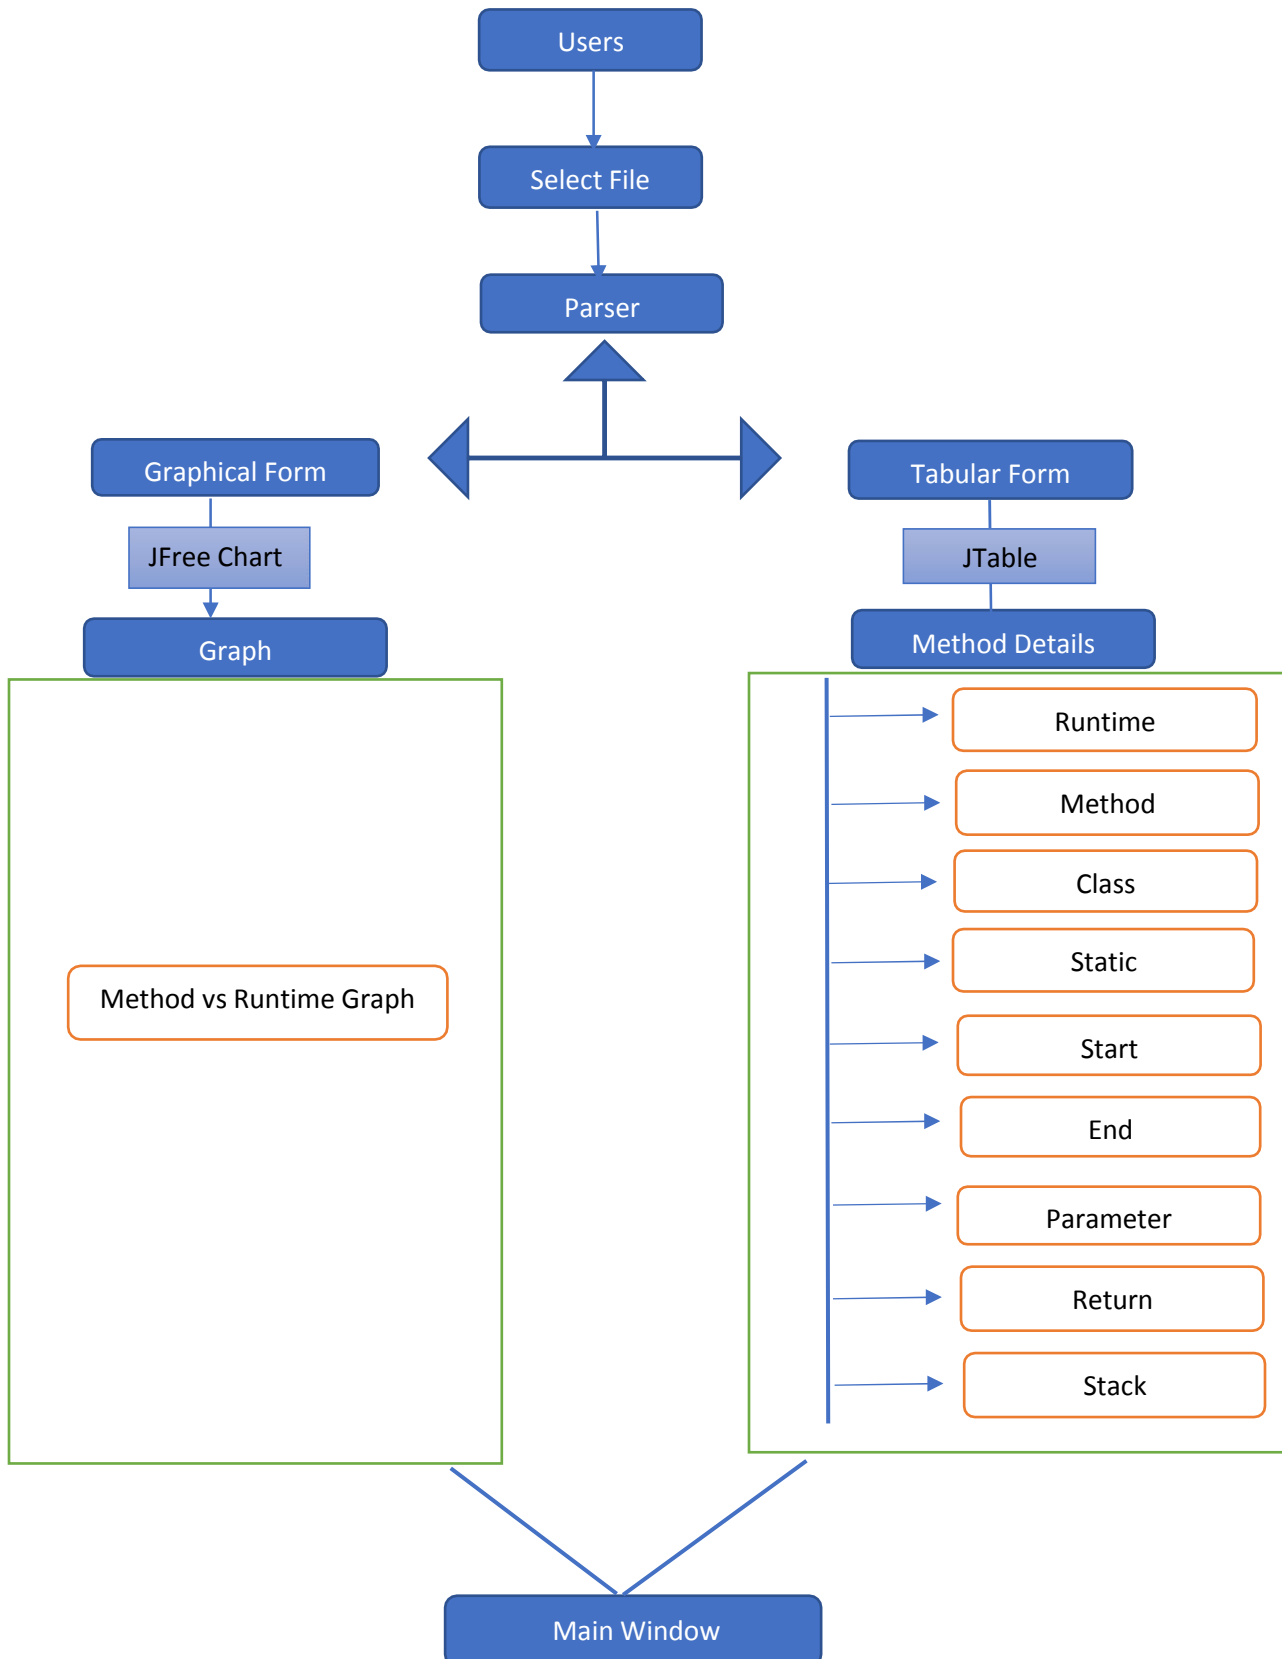 Users
Select File
Parser
Graphical Form
Tabular Form
JFree Chart
JTable
Graph
Method Details
Runtime
Method
Class
Static
Method vs Runtime Graph
Start
End
Parameter
Return
Stack
Main Window